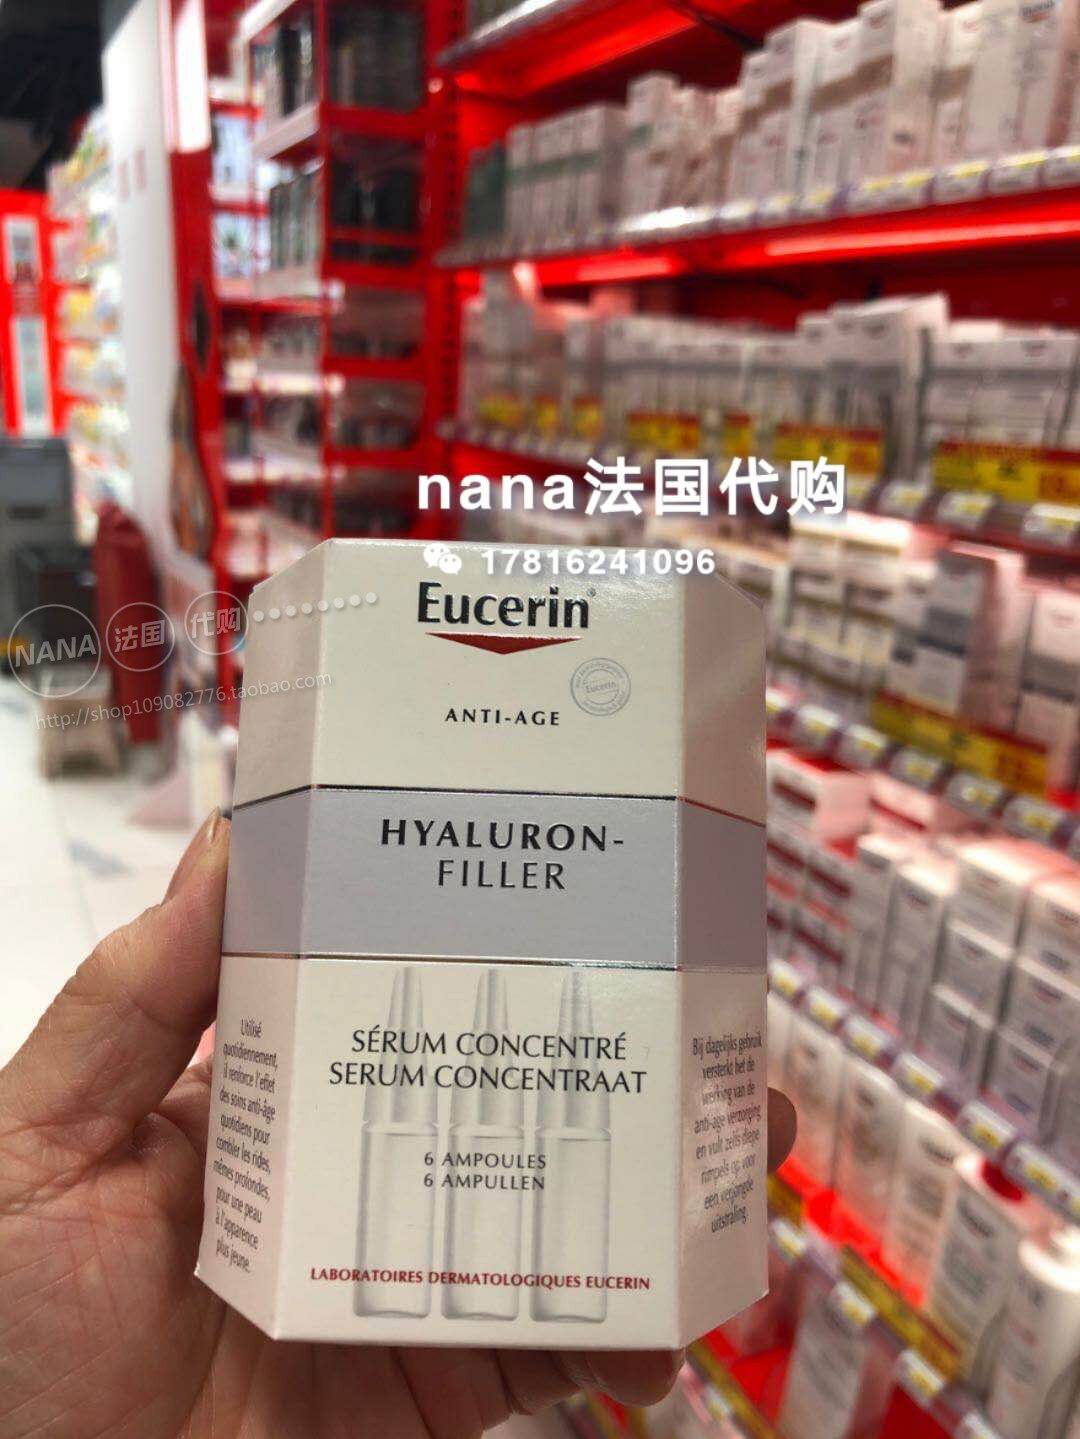 nana法国代购
17816241096
NANA 法国 代购
http://shop109082776.taobao.com
Eucerin
Eucerin
ANTI-AGE
HYALURON-
FILLER
SÉRUM CONCENTRÉ
SERUM CONCENTRAAT
6 AMPOULES
6 AMPULLEN
LABORATOIRES DERMATOLOGIQUES EUCERIN
Utilisé
quotidiennement,
il renforce l'effet
des soins anti-âge
quotidiens pour
combler les rides,
mêmes profondes,
pour une peau
à l'apparence
plus jeune.
Bij dagelijks gebruik
versterkt het de
werking van de
anti-age verzorging
en vult zelfs diepe
rimpels op voor
een verjongde
uitstraling.